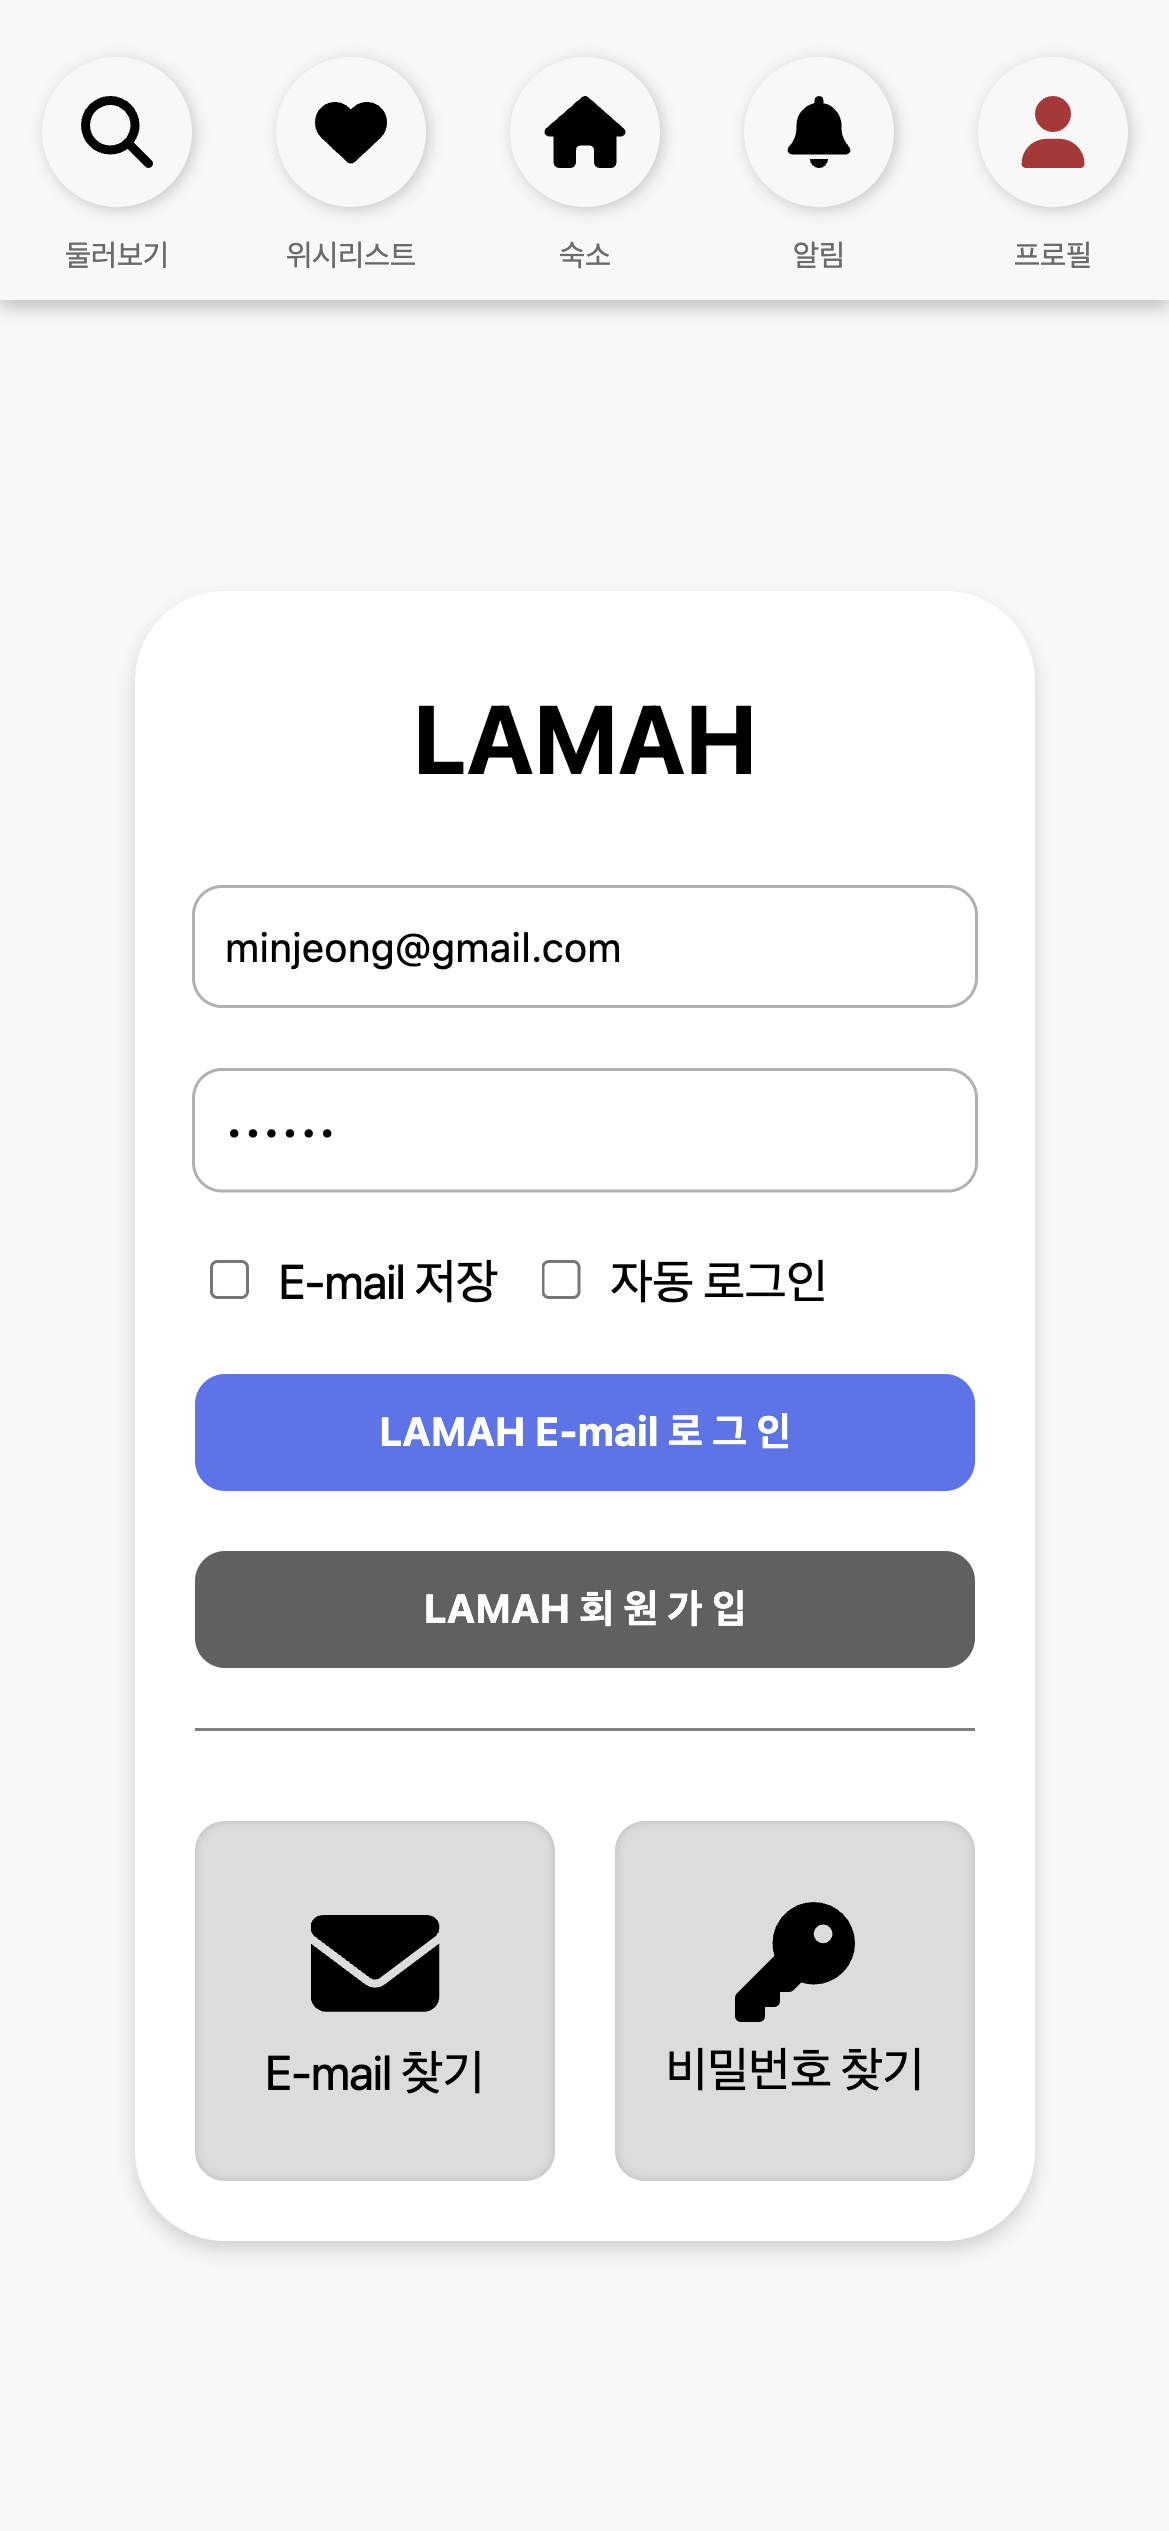 둘러보기 위시리스트 숙소 알림 프로필
LAMAH
minjeong@gmail.com
••••••
E-mail 저장 자동 로그인
LAMAH E-mail 로 그 인
LAMAH 회 원 가 입
E-mail 찾기 비밀번호 찾기